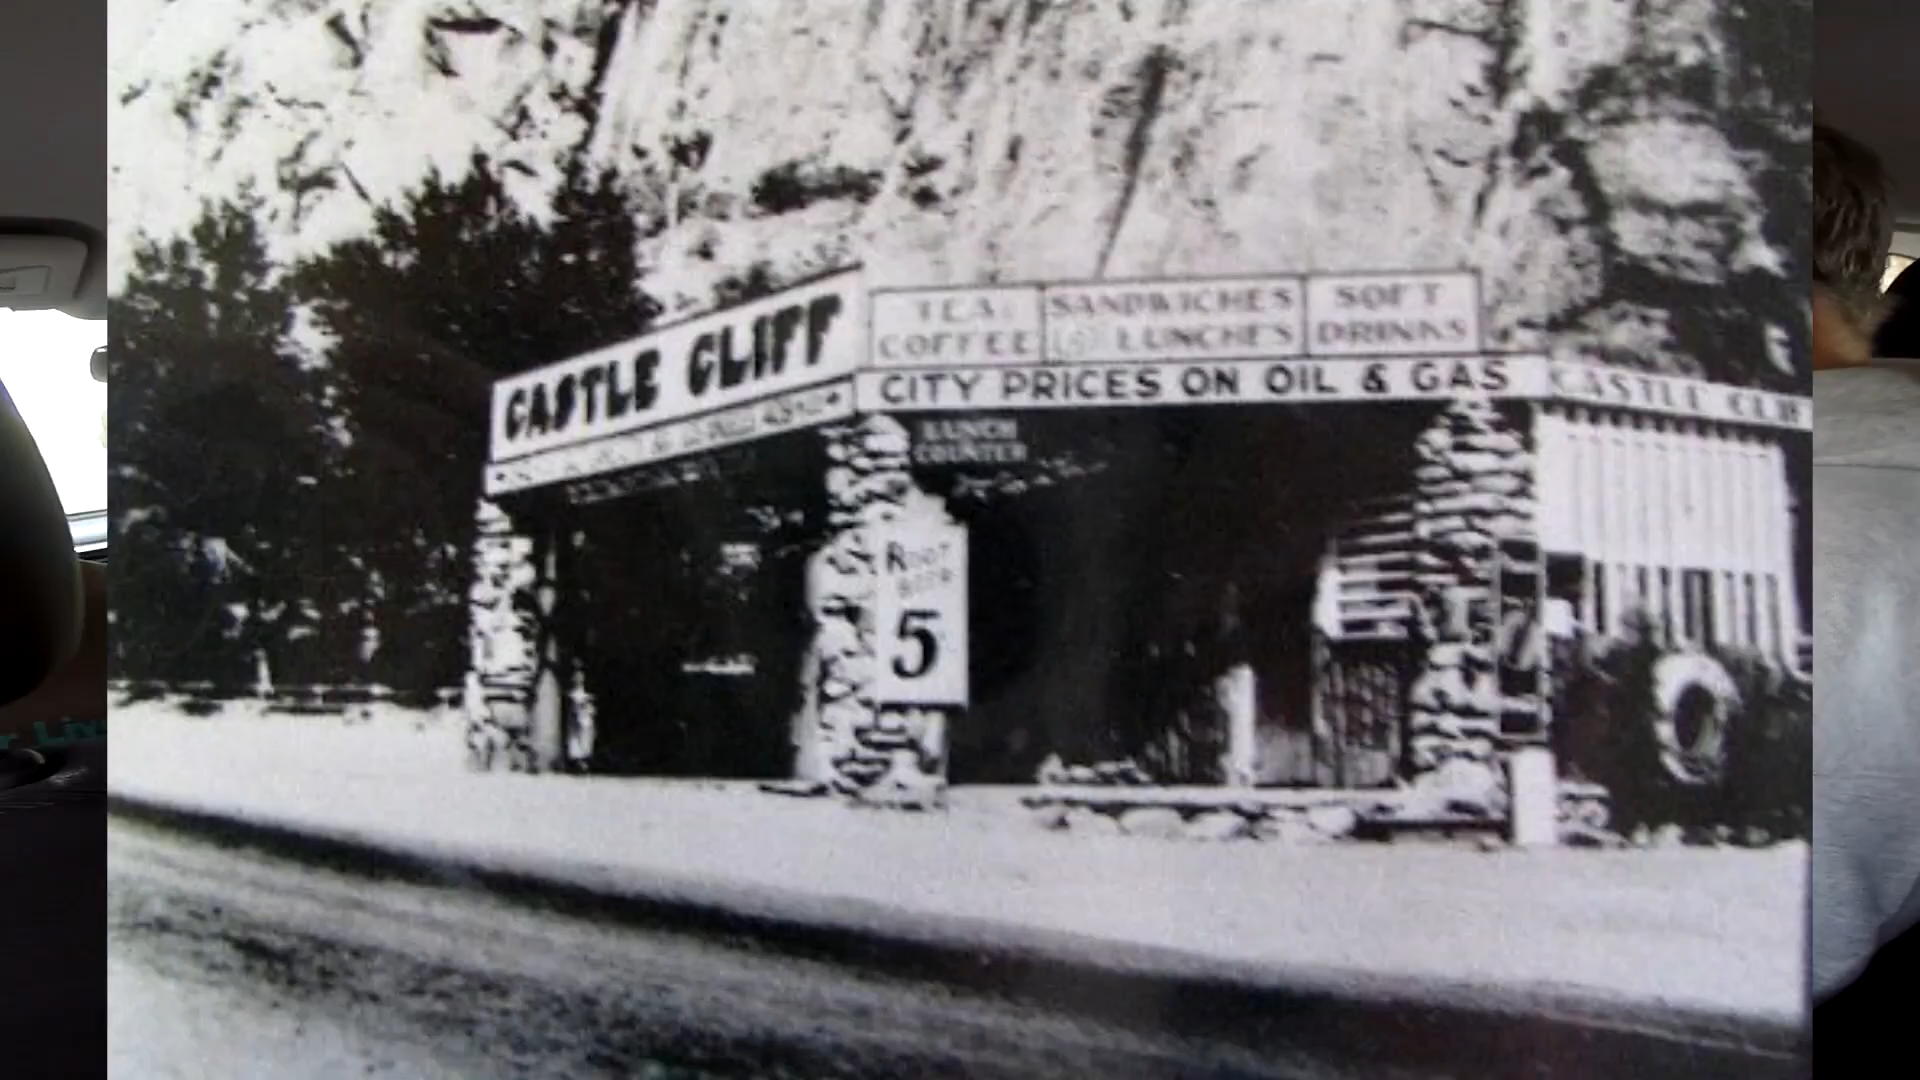 CASTLE CLIFF
TEA
COFFEE
SANDWICHES
LUNCHES
SOFT
DRINKS
CITY PRICES ON OIL & GAS
CASTLE CLIF
LUNCH
COUNTER
ROOT
BEER
5